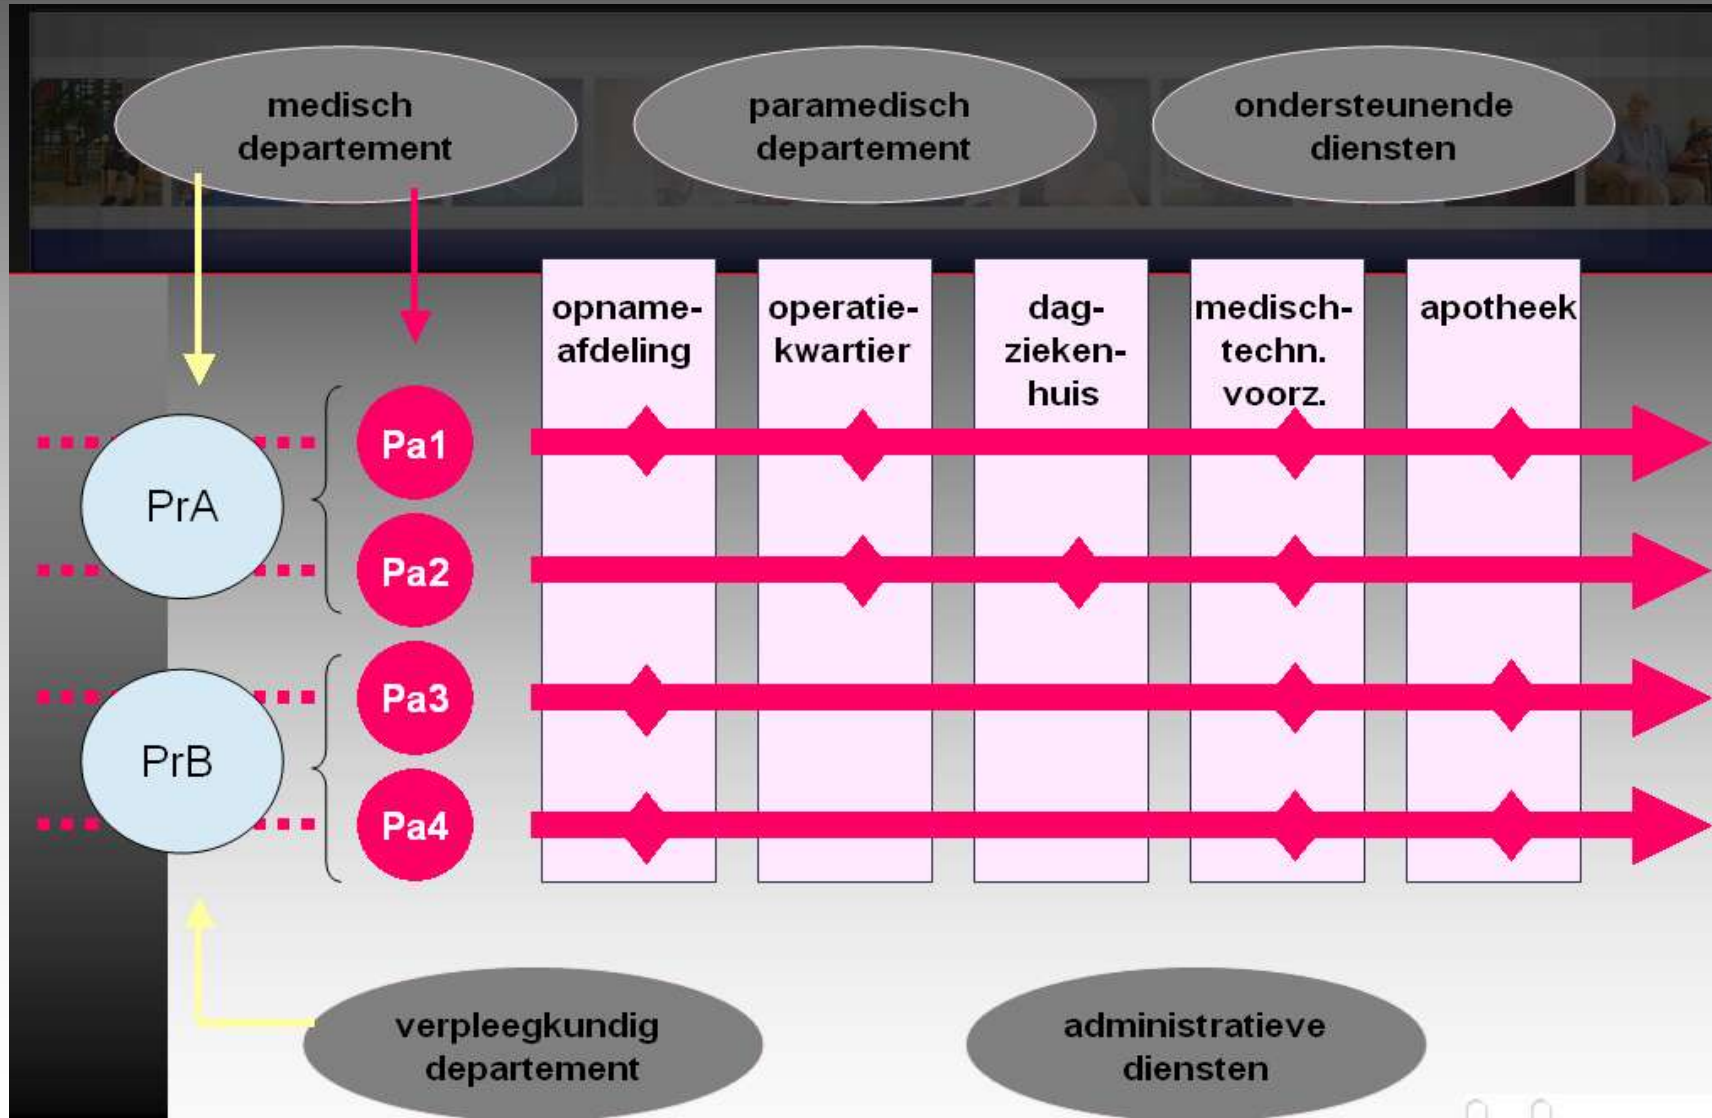 medisch
departement
paramedisch
departement
ondersteunende
diensten
opname-
afdeling
operatie-
kwartier
dag-
zieken-
huis
medisch-
techn.
voorz.
apotheek
PrA
Pa1
Pa2
PrB
Pa3
Pa4
verpleegkundig
departement
administratieve
diensten